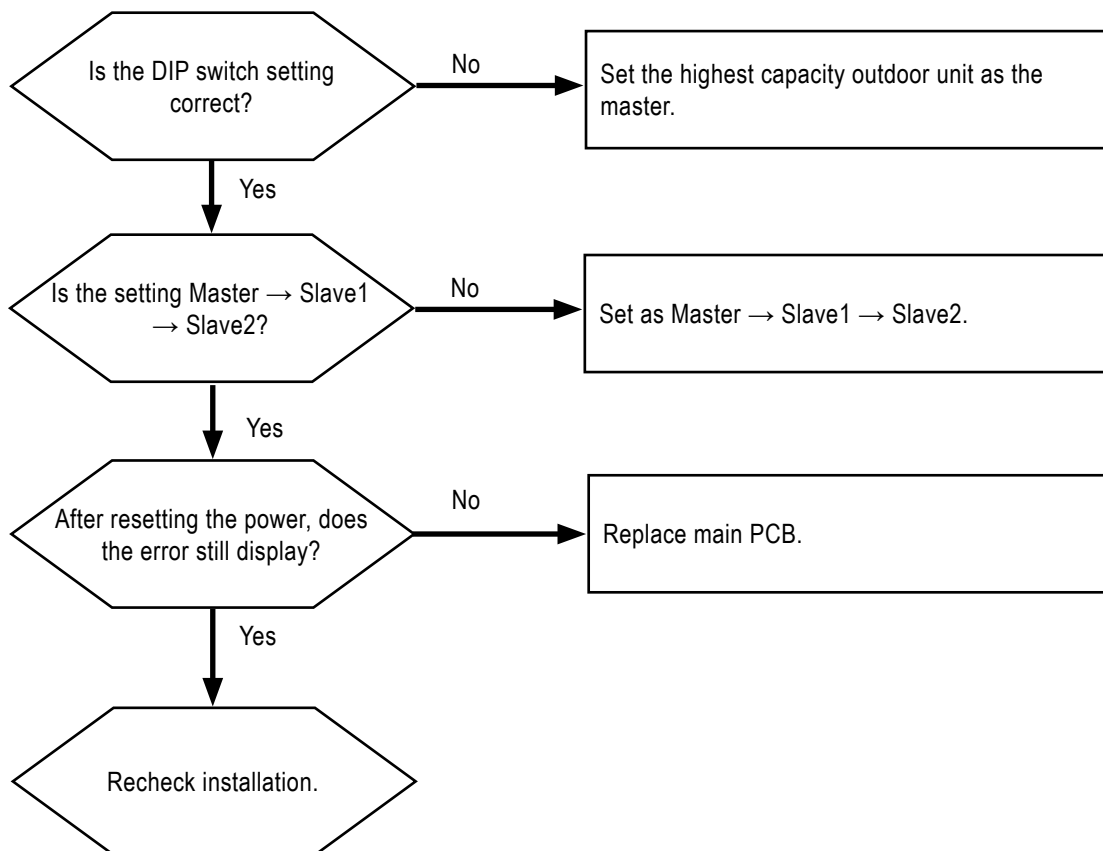 Is the DIP switch setting
correct?
No
Set the highest capacity outdoor unit as the
master.
Yes
Is the setting Master → Slave1
→ Slave2?
No
Set as Master → Slave1 → Slave2.
Yes
After resetting the power, does
the error still display?
No
Replace main PCB.
Yes
Recheck installation.